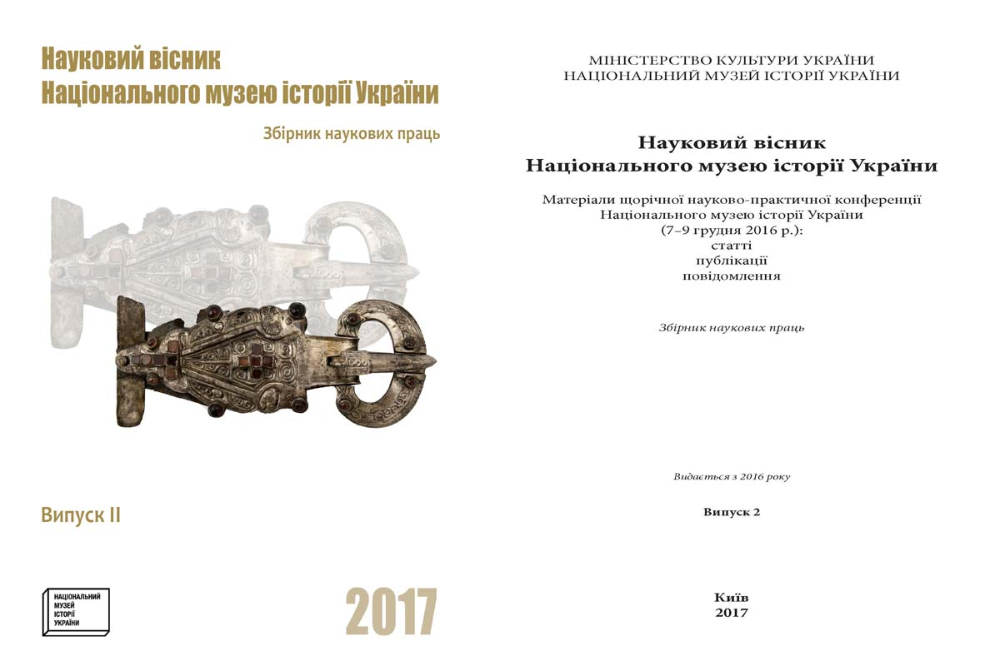 Науковий вісник
Національного музею історії України
Збірник наукових праць
Випуск II
НАЦІОНАЛЬНИЙ
МУЗЕЙ
ІСТОРІЇ
УКРАЇНИ
2017
МІНІСТЕРСТВО КУЛЬТУРИ УКРАЇНИ
НАЦІОНАЛЬНИЙ МУЗЕЙ ІСТОРІЇ УКРАЇНИ
Науковий вісник
Національного музею історії України
Матеріали щорічної науково-практичної конференції
Національного музею історії України
(7–9 грудня 2016 р.):
статті
публікації
повідомлення
Збірник наукових праць
Видається з 2016 року
Випуск 2
Київ
2017